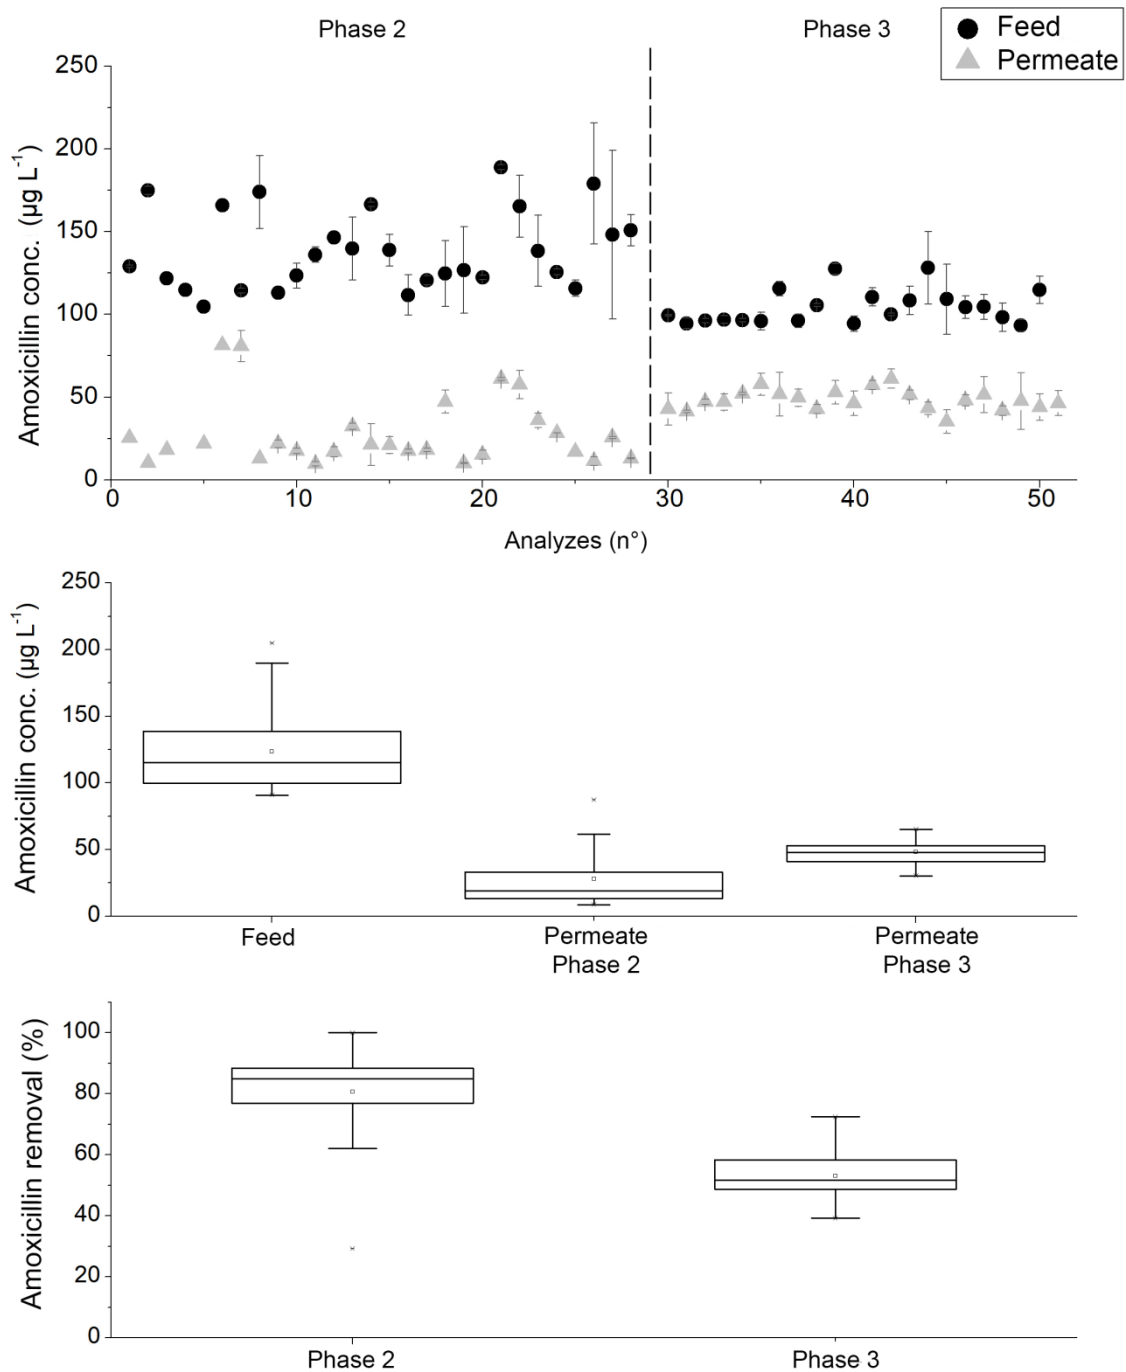 Phase 2
Phase 3
Feed
Permeate
Amoxicillin conc. (µg L⁻¹)
250
200
150
100
50
0
0
10
20
30
40
50
Analyzes (n°)
Amoxicillin conc. (µg L⁻¹)
250
200
150
100
50
0
Feed
Permeate
Phase 2
Permeate
Phase 3
Amoxicillin removal (%)
100
80
60
40
20
0
Phase 2
Phase 3